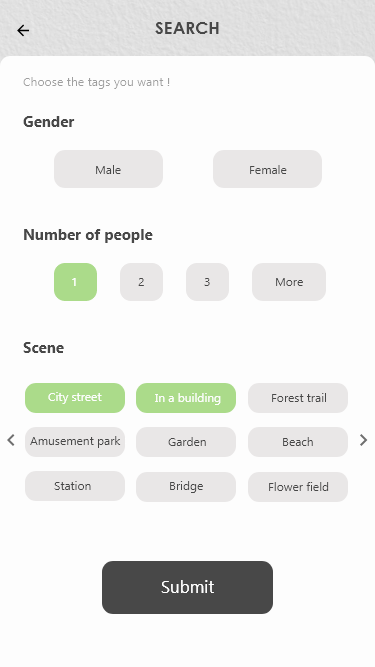 SEARCH
Choose the tags you want !
Gender
Male Female
Number of people
1 2 3 More
Scene
City street In a building Forest trail
Amusement park Garden Beach
Station Bridge Flower field
Submit